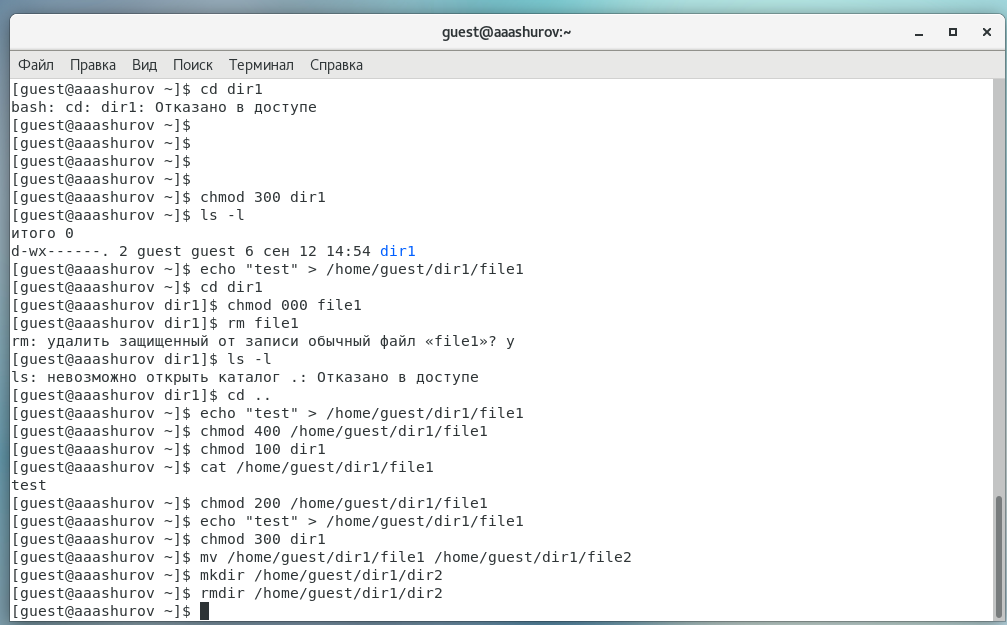 guest@aaashurov:~
Файл Правка Вид Поиск Терминал Справка
[guest@aaashurov ~]$ cd dir1
bash: cd: dir1: Отказано в доступе
[guest@aaashurov ~]$
[guest@aaashurov ~]$
[guest@aaashurov ~]$
[guest@aaashurov ~]$
[guest@aaashurov ~]$ chmod 300 dir1
[guest@aaashurov ~]$ ls -l
итого 0
d-wx------. 2 guest guest 6 сен 12 14:54 dir1
[guest@aaashurov ~]$ echo "test" > /home/guest/dir1/file1
[guest@aaashurov ~]$ cd dir1
[guest@aaashurov dir1]$ chmod 000 file1
[guest@aaashurov dir1]$ rm file1
rm: удалить защищенный от записи обычный файл «file1»? y
[guest@aaashurov dir1]$ ls -l
ls: невозможно открыть каталог .: Отказано в доступе
[guest@aaashurov dir1]$ cd ..
[guest@aaashurov ~]$ echo "test" > /home/guest/dir1/file1
[guest@aaashurov ~]$ chmod 400 /home/guest/dir1/file1
[guest@aaashurov ~]$ chmod 100 dir1
[guest@aaashurov ~]$ cat /home/guest/dir1/file1
test
[guest@aaashurov ~]$ chmod 200 /home/guest/dir1/file1
[guest@aaashurov ~]$ echo "test" > /home/guest/dir1/file1
[guest@aaashurov ~]$ chmod 300 dir1
[guest@aaashurov ~]$ mv /home/guest/dir1/file1 /home/guest/dir1/file2
[guest@aaashurov ~]$ mkdir /home/guest/dir1/dir2
[guest@aaashurov ~]$ rmdir /home/guest/dir1/dir2
[guest@aaashurov ~]$